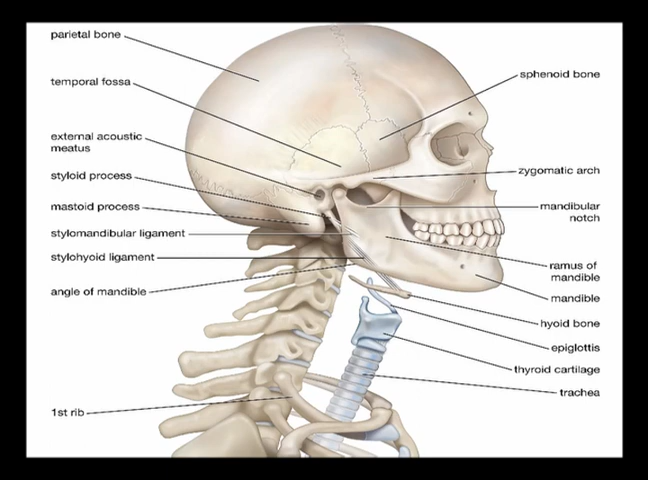 parietal bone
temporal fossa
sphenoid bone
external acoustic
meatus
styloid process
zygomatic arch
mastoid process
mandibular
notch
stylomandibular ligament
stylohyoid ligament
ramus of
mandible
angle of mandible
mandible
hyoid bone
epiglottis
thyroid cartilage
trachea
1st rib